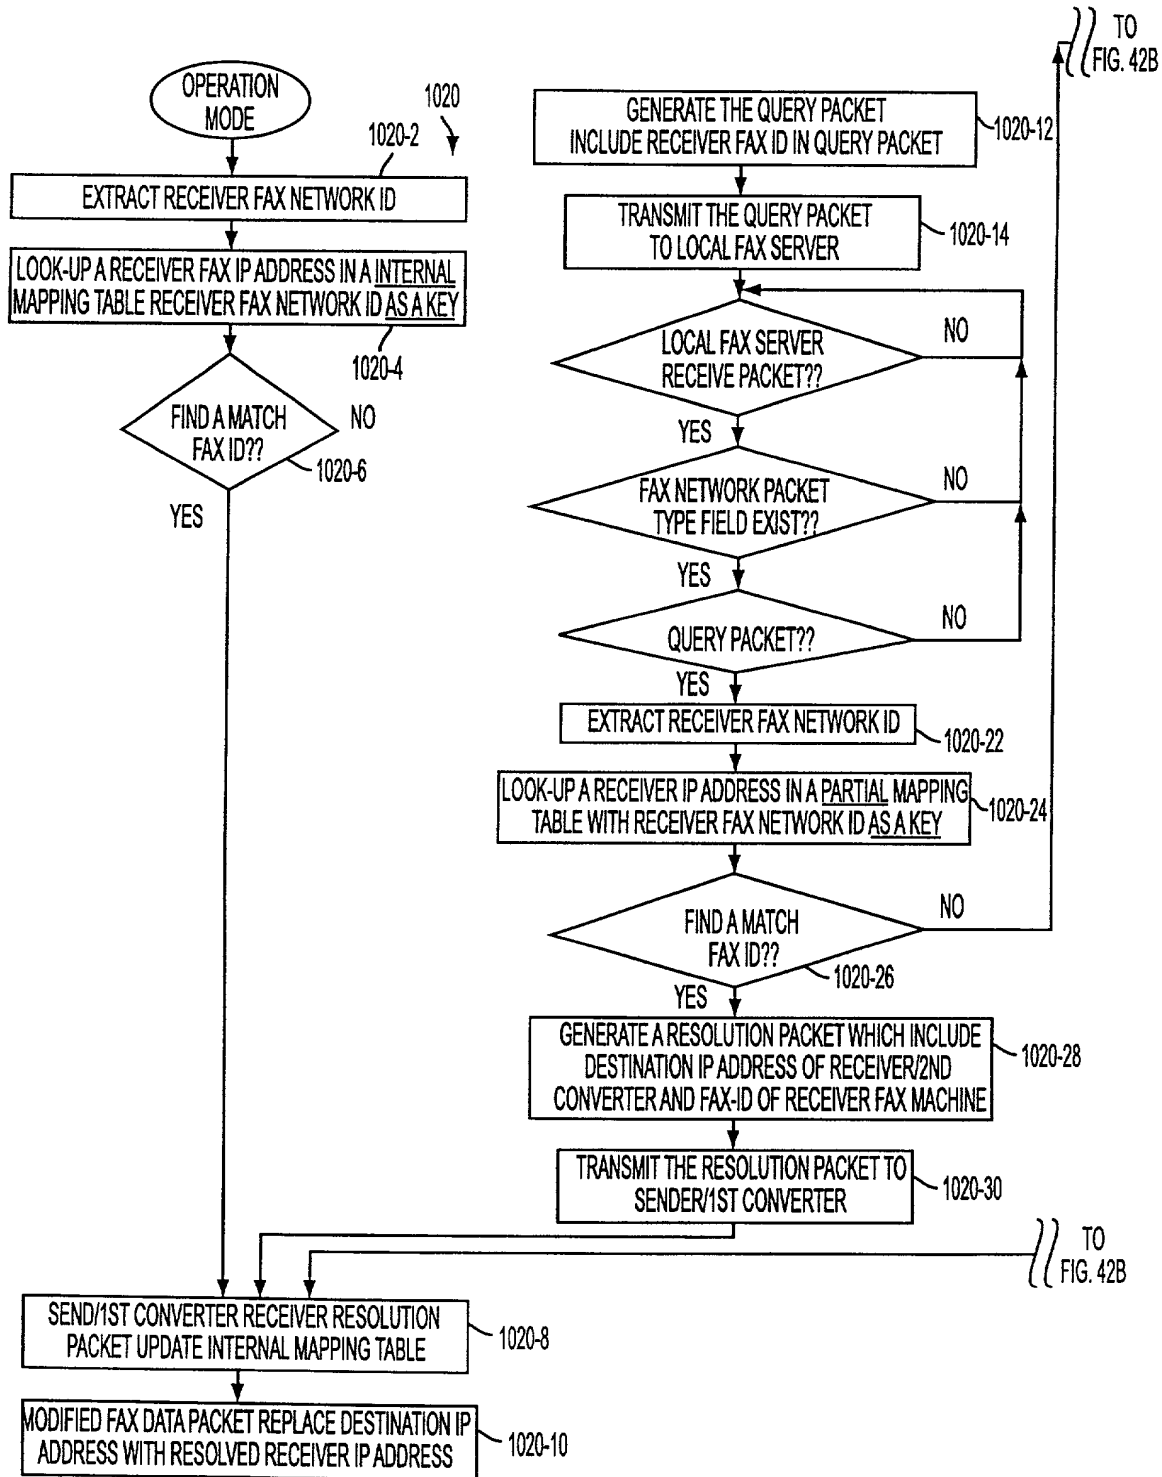 OPERATION
MODE
1020
1020-2
EXTRACT RECEIVER FAX NETWORK ID
LOOK-UP A RECEIVER FAX IP ADDRESS IN A INTERNAL
MAPPING TABLE RECEIVER FAX NETWORK ID AS A KEY
1020-4
FIND A MATCH
FAX ID??
NO
1020-6
YES
TO
FIG. 42B
GENERATE THE QUERY PACKET
INCLUDE RECEIVER FAX ID IN QUERY PACKET
1020-12
TRANSMIT THE QUERY PACKET
TO LOCAL FAX SERVER
1020-14
LOCAL FAX SERVER
RECEIVE PACKET??
NO
YES
FAX NETWORK PACKET
TYPE FIELD EXIST??
NO
YES
QUERY PACKET??
NO
YES
EXTRACT RECEIVER FAX NETWORK ID
1020-22
LOOK-UP A RECEIVER IP ADDRESS IN A PARTIAL MAPPING
TABLE WITH RECEIVER FAX NETWORK ID AS A KEY
1020-24
FIND A MATCH
FAX ID??
NO
1020-26
YES
GENERATE A RESOLUTION PACKET WHICH INCLUDE
DESTINATION IP ADDRESS OF RECEIVER/2ND
CONVERTER AND FAX-ID OF RECEIVER FAX MACHINE
1020-28
TRANSMIT THE RESOLUTION PACKET TO
SENDER/1ST CONVERTER
1020-30
TO
FIG. 42B
SEND/1ST CONVERTER RECEIVER RESOLUTION
PACKET UPDATE INTERNAL MAPPING TABLE
1020-8
MODIFIED FAX DATA PACKET REPLACE DESTINATION IP
ADDRESS WITH RESOLVED RECEIVER IP ADDRESS
1020-10